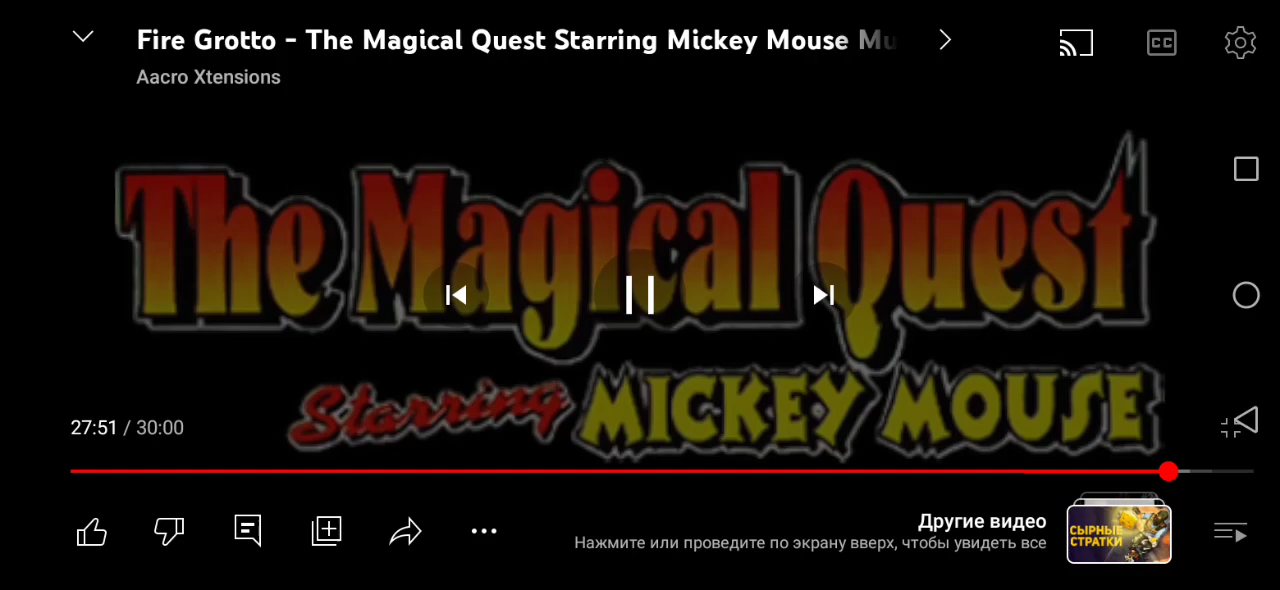 Fire Grotto - The Magical Quest Starring Mickey Mouse Mu
Aacro Xtensions
CC
The Magical Quest
Starring MICKEY MOUSE
27:51 / 30:00
Другие видео
Нажмите или проведите по экрану вверх, чтобы увидеть все
СЫРНЫЕ
СТРАТКИ